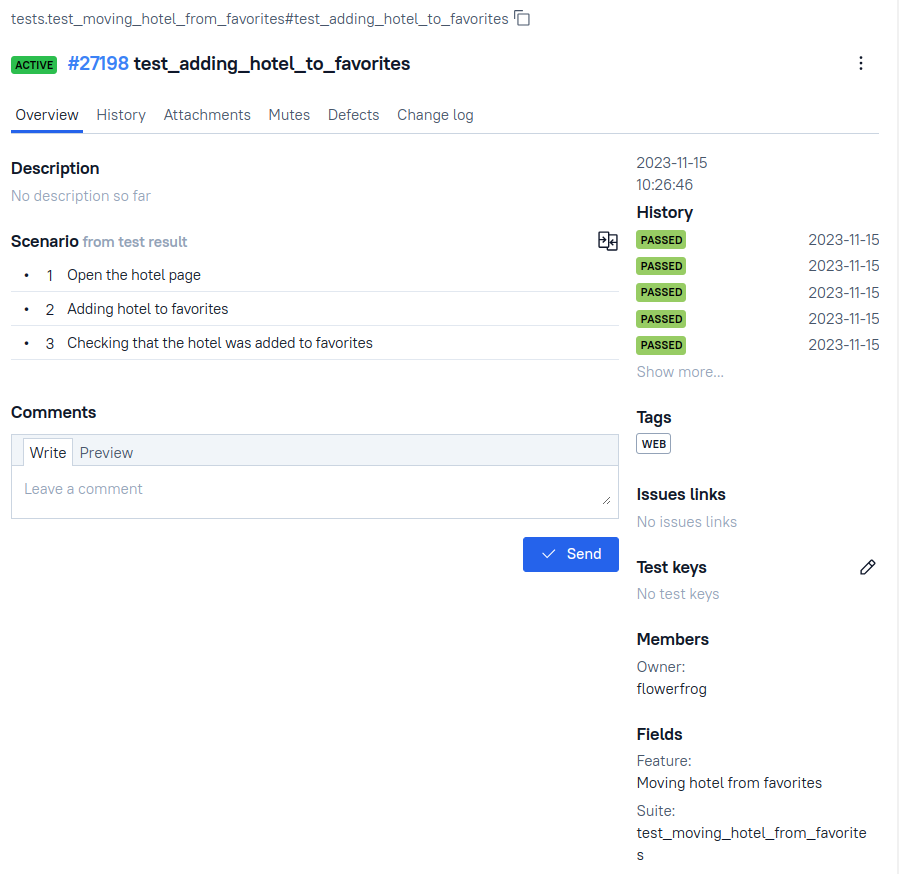 tests.test_moving_hotel_from_favorites#test_adding_hotel_to_favorites
ACTIVE #27198 test_adding_hotel_to_favorites
Overview History Attachments Mutes Defects Change log
Description
No description so far
Scenario from test result
• 1 Open the hotel page
• 2 Adding hotel to favorites
• 3 Checking that the hotel was added to favorites
Comments
Write Preview
Leave a comment
Send
2023-11-15
10:26:46
History
PASSED 2023-11-15
PASSED 2023-11-15
PASSED 2023-11-15
PASSED 2023-11-15
PASSED 2023-11-15
Show more...
Tags
WEB
Issues links
No issues links
Test keys
No test keys
Members
Owner:
flowerfrog
Fields
Feature:
Moving hotel from favorites
Suite:
test_moving_hotel_from_favorite
s